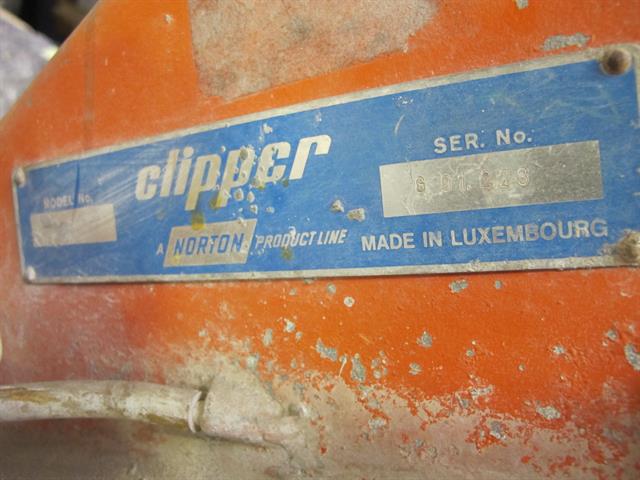 clipper
MODEL No.
SER. No.
A NORTON PRODUCT LINE
MADE IN LUXEMBOURG